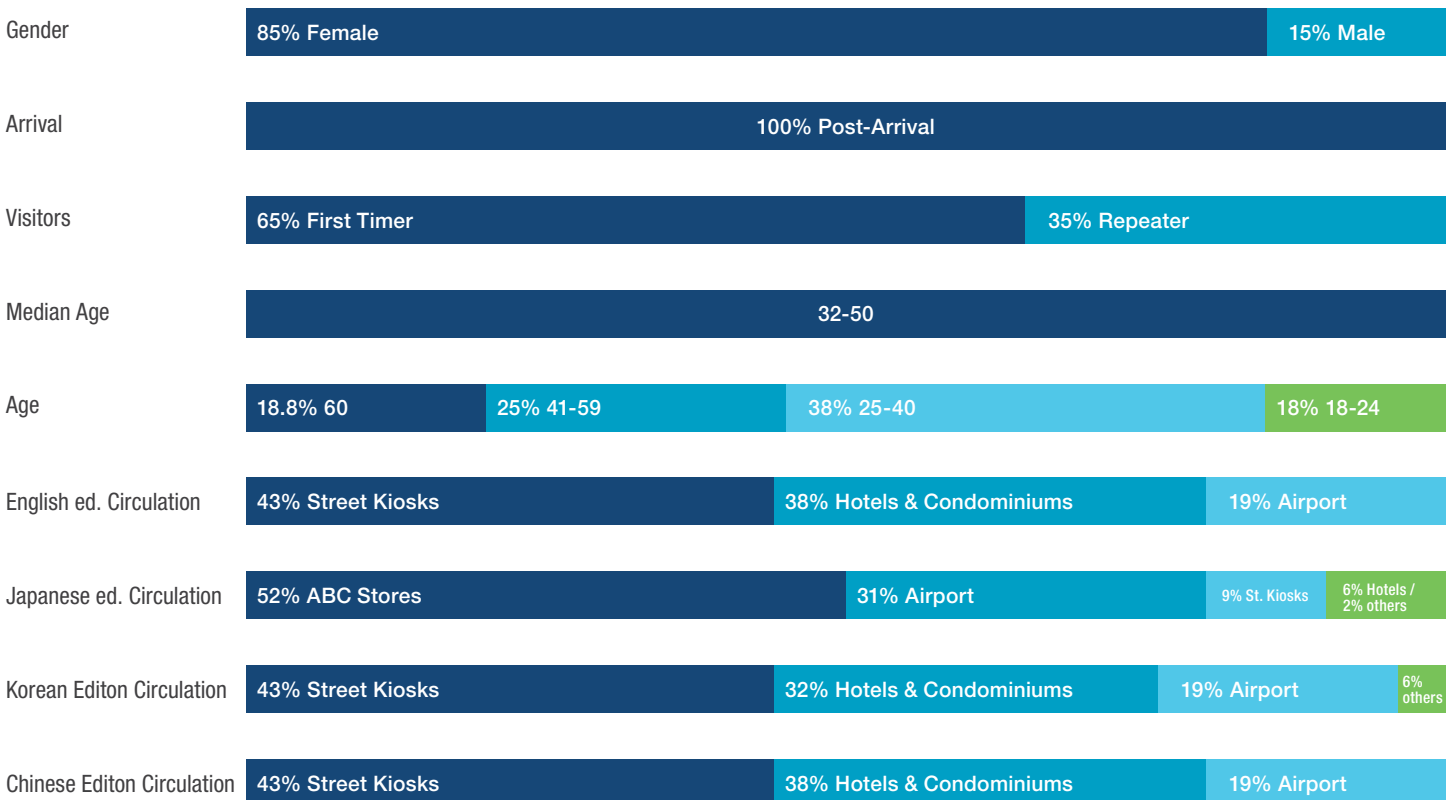 Gender 85% Female 15% Male
Arrival 100% Post-Arrival
Visitors 65% First Timer 35% Repeater
Median Age 32-50
Age 18.8% 60 25% 41-59 38% 25-40 18% 18-24
English ed. Circulation 43% Street Kiosks 38% Hotels & Condominiums 19% Airport
Japanese ed. Circulation 52% ABC Stores 31% Airport 9% St. Kiosks 6% Hotels /
2% others
Korean Editon Circulation 43% Street Kiosks 32% Hotels & Condominiums 19% Airport 6%
others
Chinese Editon Circulation 43% Street Kiosks 38% Hotels & Condominiums 19% Airport